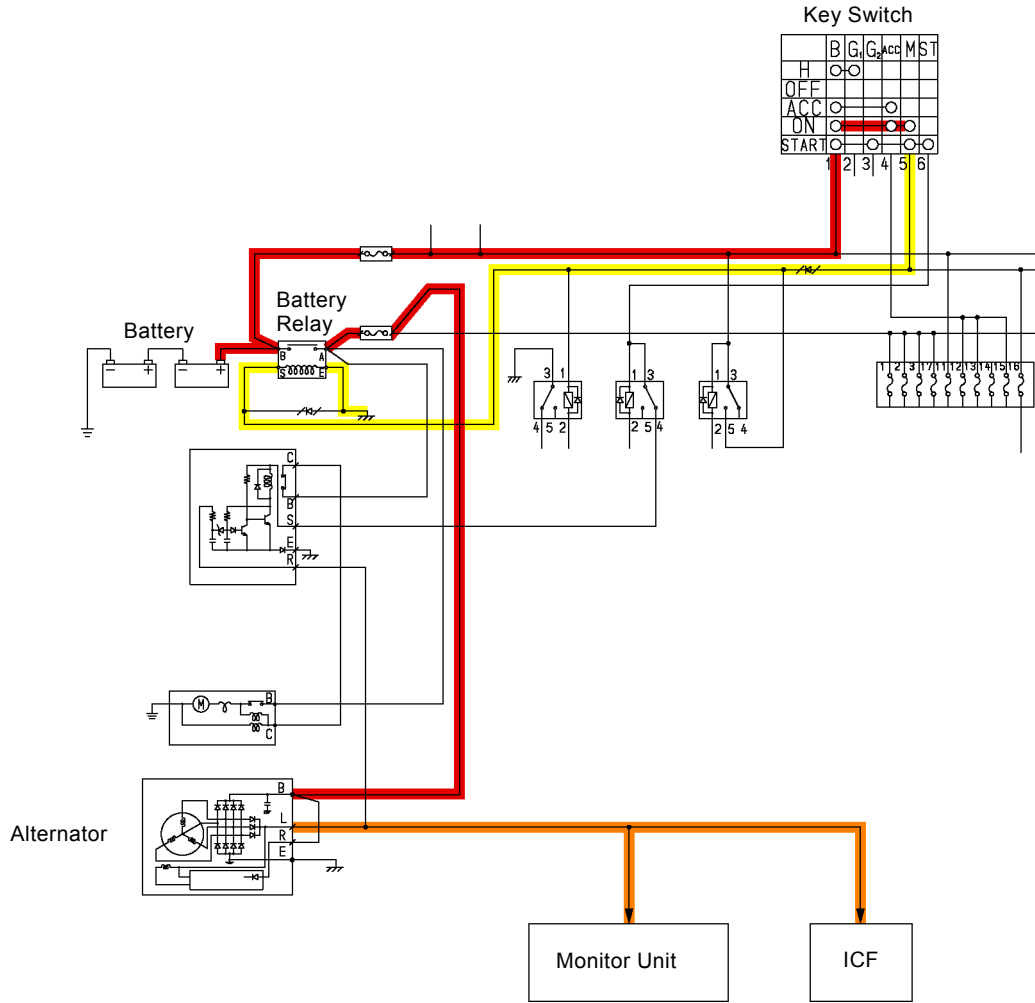 Key Switch
B G1 G2 ACC M ST
H
OFF
ACC
ON
START
1 2 3 4 5 6
Battery
Relay
Battery
B A
S E
- + - +
3 1
4 5 2
1 3
2 5 4
1 3
2 5 4
1 2 3 17 11 12 13 14 15 16
C
B
S
E
R
M
B
C
Alternator
B
L
R
E
Monitor Unit
ICF